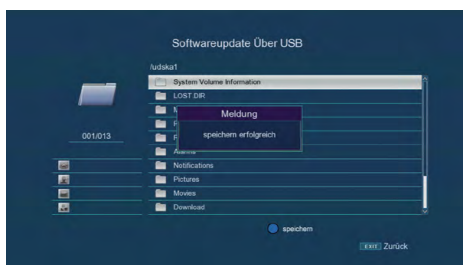 Softwareupdate Über USB
/udska1
System Volume Information
LOST.DIR
Meldung
speichern erfolgreich
001/013
Notifications
Pictures
Movies
Download
speichern
EXIT Zurück